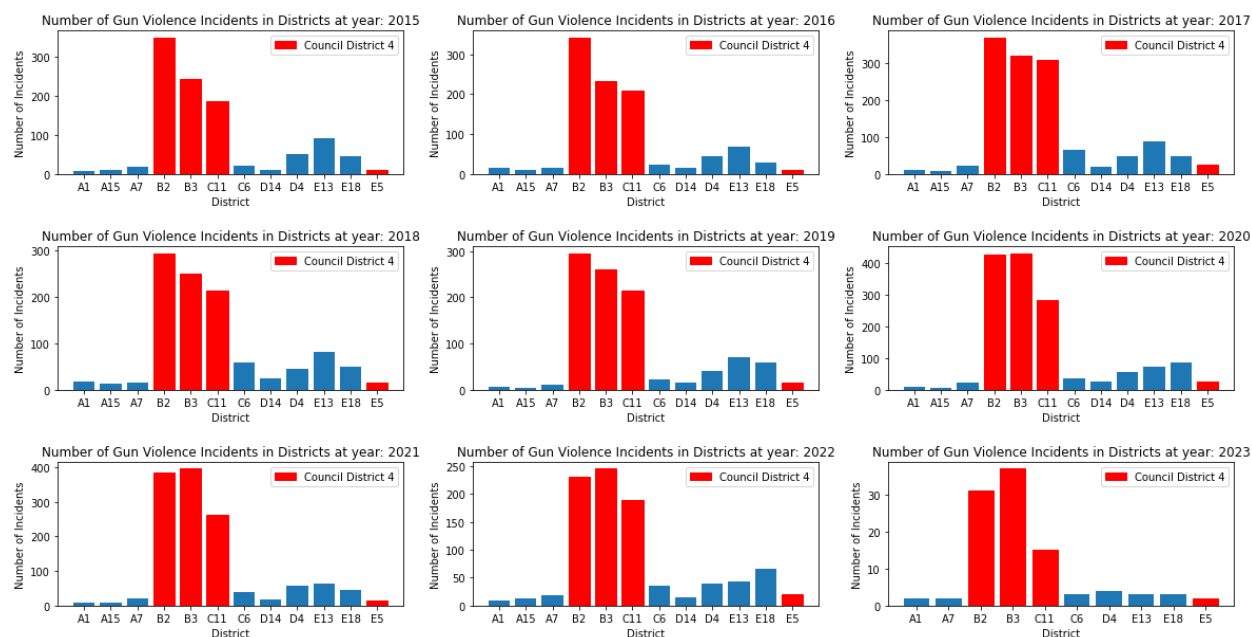 Number of Gun Violence Incidents in Districts at year: 2015
Council District 4
Number of Incidents
300
200
100
0
A1 A15 A7 B2 B3 C11 C6 D14 D4 E13 E18 E5
District
Number of Gun Violence Incidents in Districts at year: 2016
Council District 4
Number of Incidents
300
200
100
0
A1 A15 A7 B2 B3 C11 C6 D14 D4 E13 E18 E5
District
Number of Gun Violence Incidents in Districts at year: 2017
Council District 4
Number of Incidents
300
200
100
0
A1 A15 A7 B2 B3 C11 C6 D14 D4 E13 E18 E5
District
Number of Gun Violence Incidents in Districts at year: 2018
Council District 4
Number of Incidents
300
200
100
0
A1 A15 A7 B2 B3 C11 C6 D14 D4 E13 E18 E5
District
Number of Gun Violence Incidents in Districts at year: 2019
Council District 4
Number of Incidents
300
200
100
0
A1 A15 A7 B2 B3 C11 C6 D14 D4 E13 E18 E5
District
Number of Gun Violence Incidents in Districts at year: 2020
Council District 4
Number of Incidents
400
300
200
100
0
A1 A15 A7 B2 B3 C11 C6 D14 D4 E13 E18 E5
District
Number of Gun Violence Incidents in Districts at year: 2021
Council District 4
Number of Incidents
400
300
200
100
0
A1 A15 A7 B2 B3 C11 C6 D14 D4 E13 E18 E5
District
Number of Gun Violence Incidents in Districts at year: 2022
Council District 4
Number of Incidents
250
200
150
100
50
0
A1 A15 A7 B2 B3 C11 C6 D14 D4 E13 E18 E5
District
Number of Gun Violence Incidents in Districts at year: 2023
Council District 4
Number of Incidents
30
20
10
0
A1 A7 B2 B3 C11 C6 D4 E13 E18 E5
District